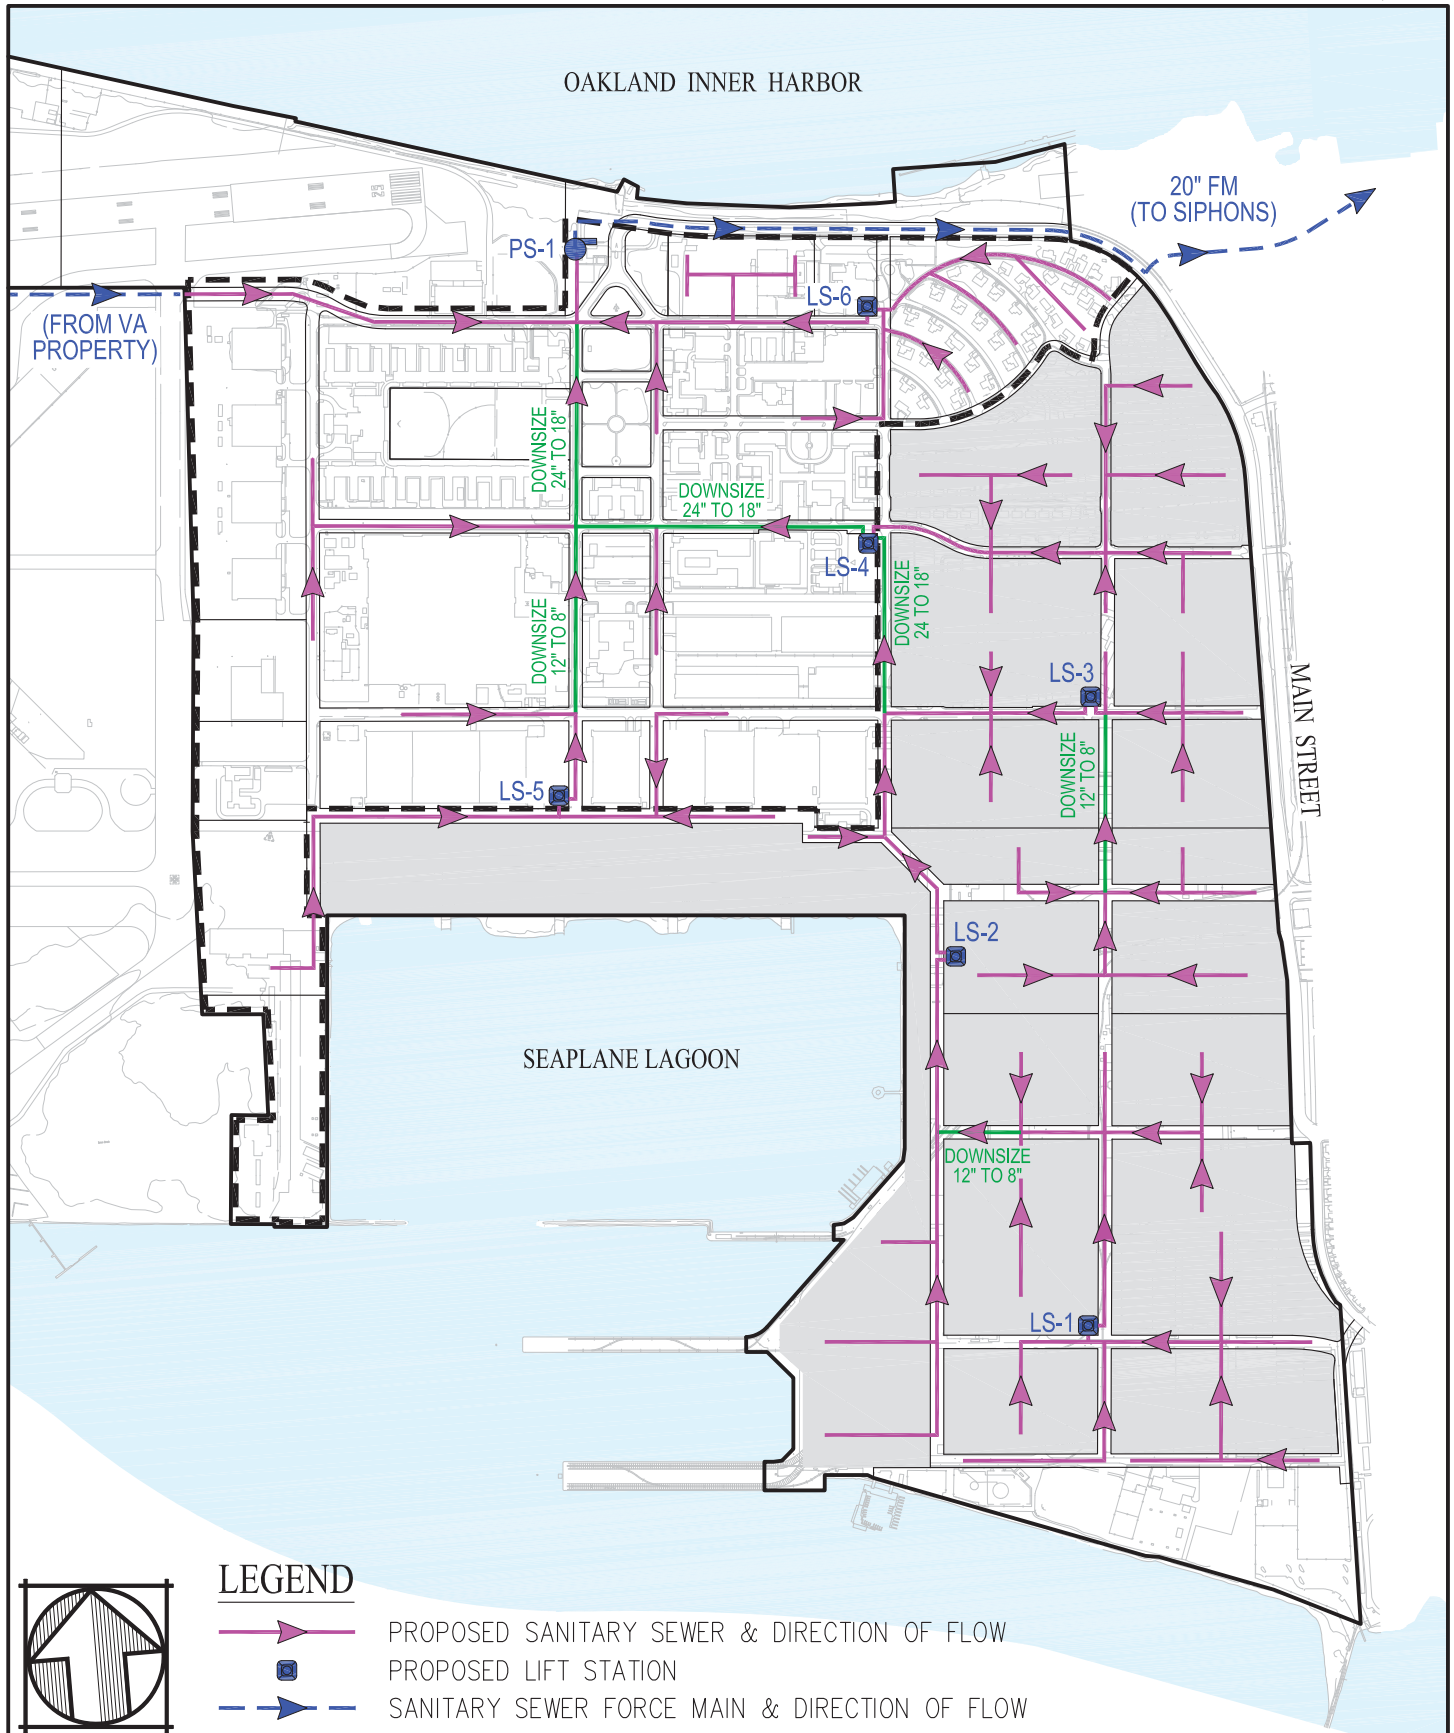 OAKLAND INNER HARBOR
20" FM
(TO SIPHONS)
PS-1
LS-6
(FROM VA
PROPERTY)
DOWNSIZE
24" TO 18"
DOWNSIZE
24" TO 18"
LS-4
DOWNSIZE
24 TO 18"
DOWNSIZE
12" TO 8"
LS-3
MAIN STREET
DOWNSIZE
12" TO 8"
LS-5
LS-2
SEAPLANE LAGOON
DOWNSIZE
12" TO 8"
LS-1
LEGEND
PROPOSED SANITARY SEWER & DIRECTION OF FLOW
PROPOSED LIFT STATION
SANITARY SEWER FORCE MAIN & DIRECTION OF FLOW